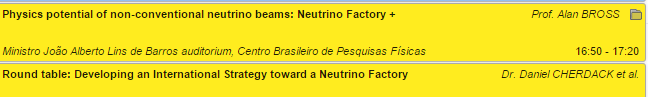 Physics potential of non-conventional neutrino beams: Neutrino Factory + Prof. Alan BROSS
Ministro João Alberto Lins de Barros auditorium, Centro Brasileiro de Pesquisas Físicas 16:50 - 17:20
Round table: Developing an International Strategy toward a Neutrino Factory Dr. Daniel CHERDACK et al.